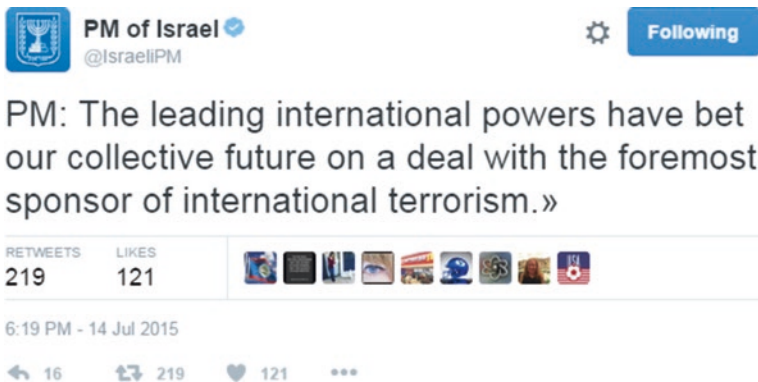 PM of Israel
@IsraeliPM
Following
PM: The leading international powers have bet
our collective future on a deal with the foremost
sponsor of international terrorism.»
RETWEETS LIKES
219 121
USA
6:19 PM - 14 Jul 2015
16 219 121